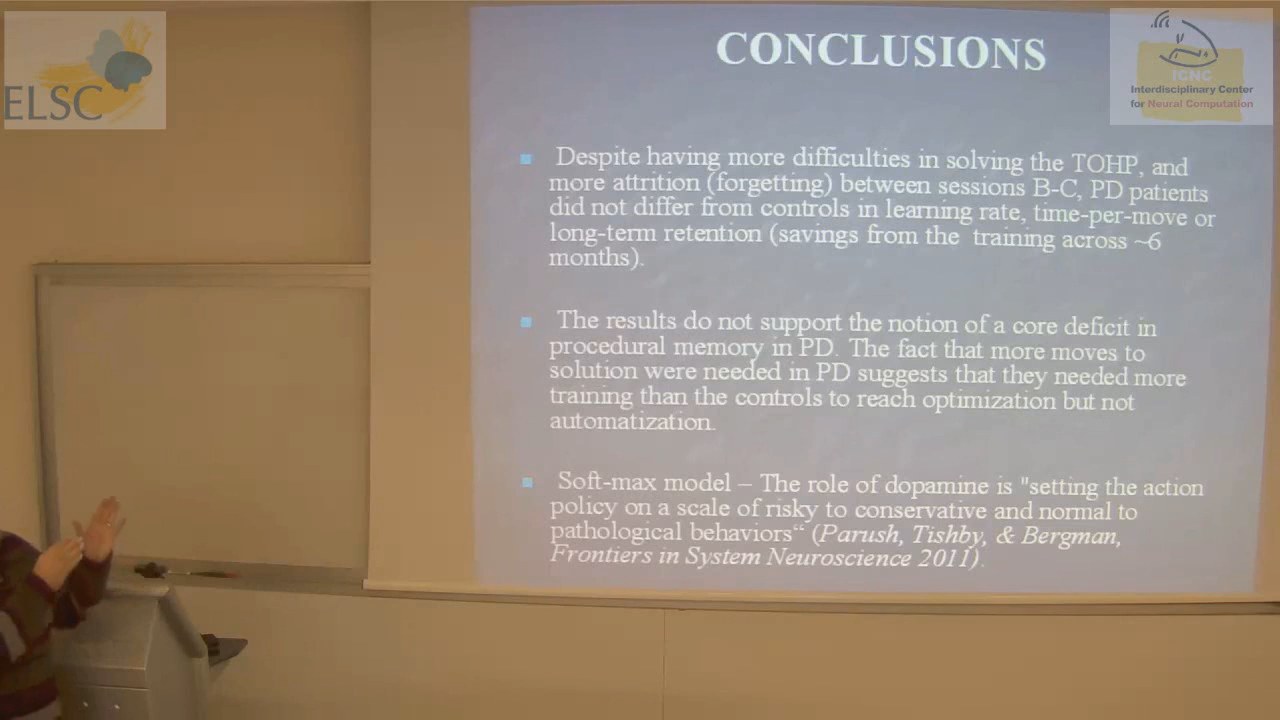 ELSC
ICNC
Interdisciplinary Center
for Neural Computation
CONCLUSIONS
Despite having more difficulties in solving the TOHP, and
more attrition (forgetting) between sessions B-C, PD patients
did not differ from controls in learning rate, time-per-move or
long-term retention (savings from the training across ~6
months).
The results do not support the notion of a core deficit in
procedural memory in PD. The fact that more moves to
solution were needed in PD suggests that they needed more
training than the controls to reach optimization but not
automatization.
Soft-max model – The role of dopamine is "setting the action
policy on a scale of risky to conservative and normal to
pathological behaviors“ (Parush, Tishby, & Bergman,
Frontiers in System Neuroscience 2011).